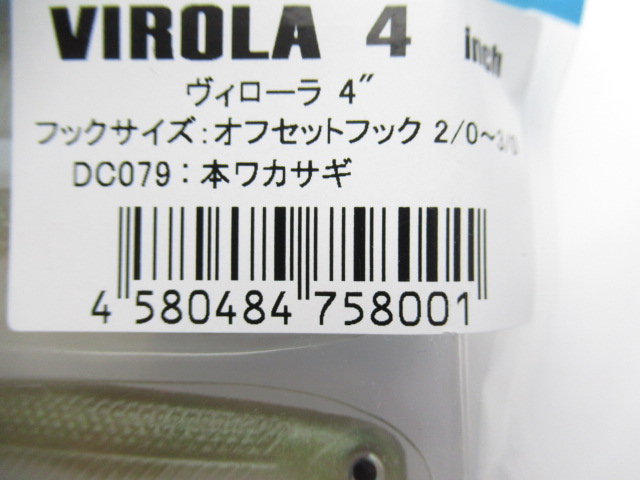 VIROLA 4 inch
ヴィローラ 4″
フックサイズ：オフセットフック 2/0～3/0
DC079：本ワカサギ
4 580484 758001